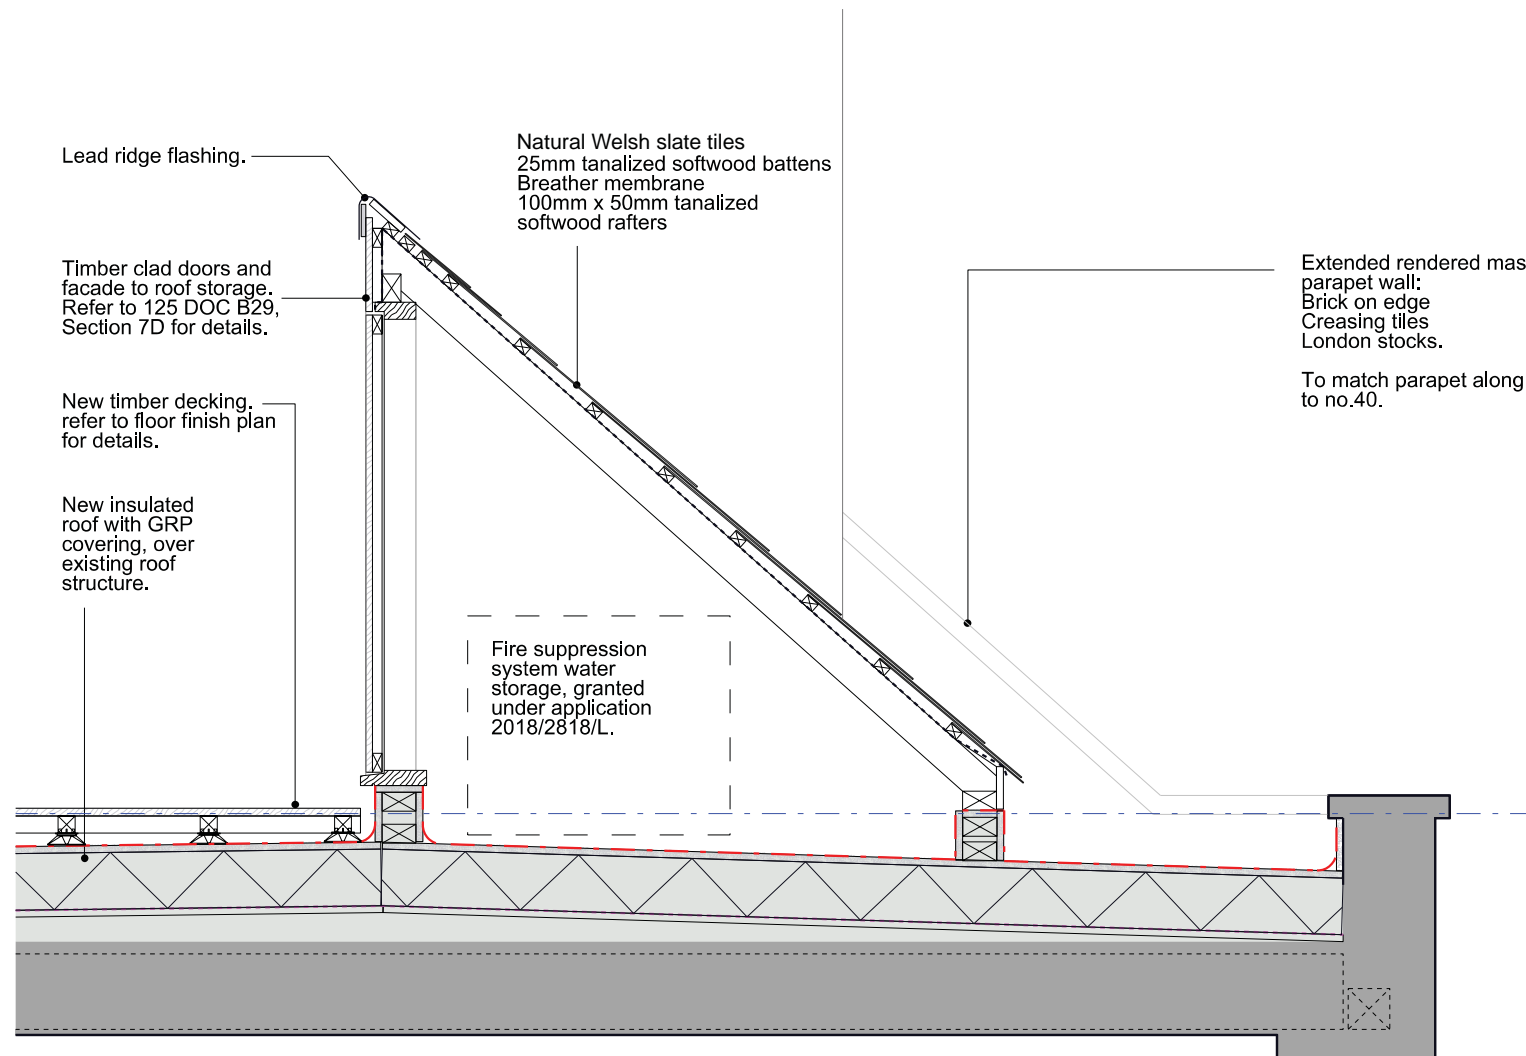 Lead ridge flashing.
Natural Welsh slate tiles
25mm tanalized softwood battens
Breather membrane
100mm x 50mm tanalized
softwood rafters
Timber clad doors and
facade to roof storage.
Refer to 125 DOC B29,
Section 7D for details.
Extended rendered mas
parapet wall:
Brick on edge
Creasing tiles
London stocks.
To match parapet along
to no.40.
New timber decking.
refer to floor finish plan
for details.
New insulated
roof with GRP
covering, over
existing roof
structure.
Fire suppression
system water
storage, granted
under application
2018/2818/L.